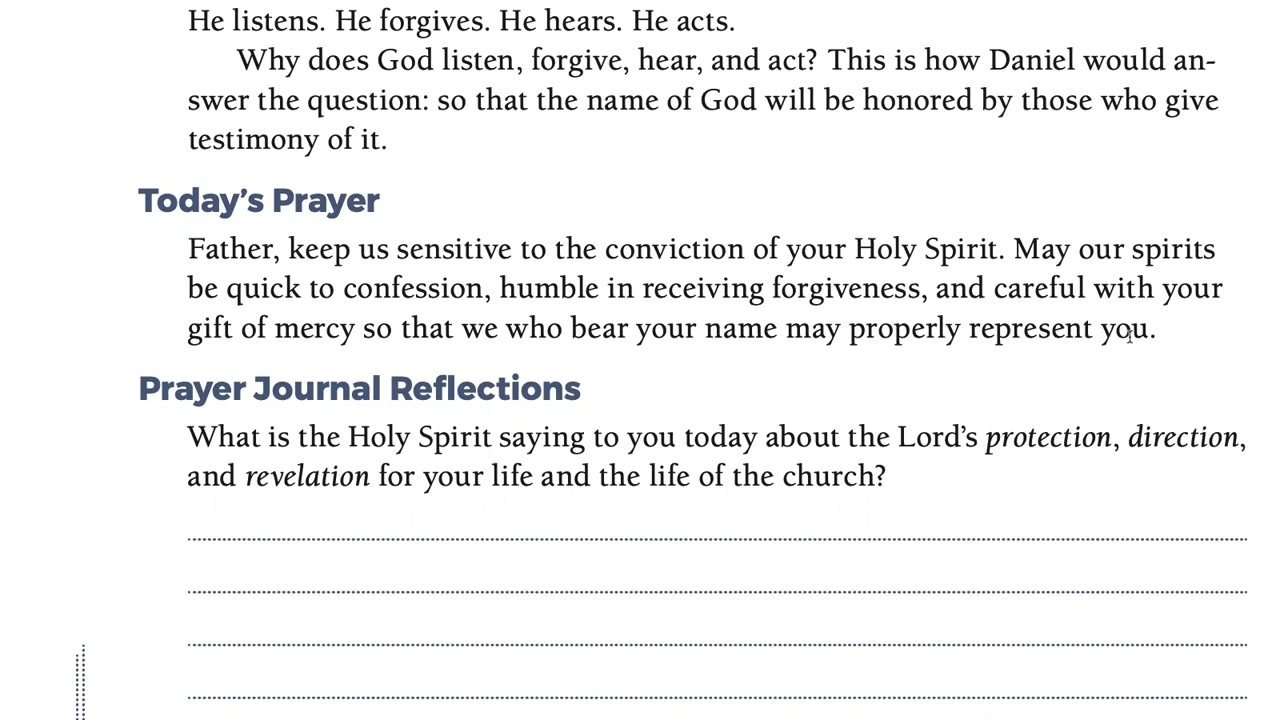 He listens. He forgives. He hears. He acts.
Why does God listen, forgive, hear, and act? This is how Daniel would an-
swer the question: so that the name of God will be honored by those who give
testimony of it.
Today’s Prayer
Father, keep us sensitive to the conviction of your Holy Spirit. May our spirits
be quick to confession, humble in receiving forgiveness, and careful with your
gift of mercy so that we who bear your name may properly represent you.
Prayer Journal Reflections
What is the Holy Spirit saying to you today about the Lord’s protection, direction,
and revelation for your life and the life of the church?